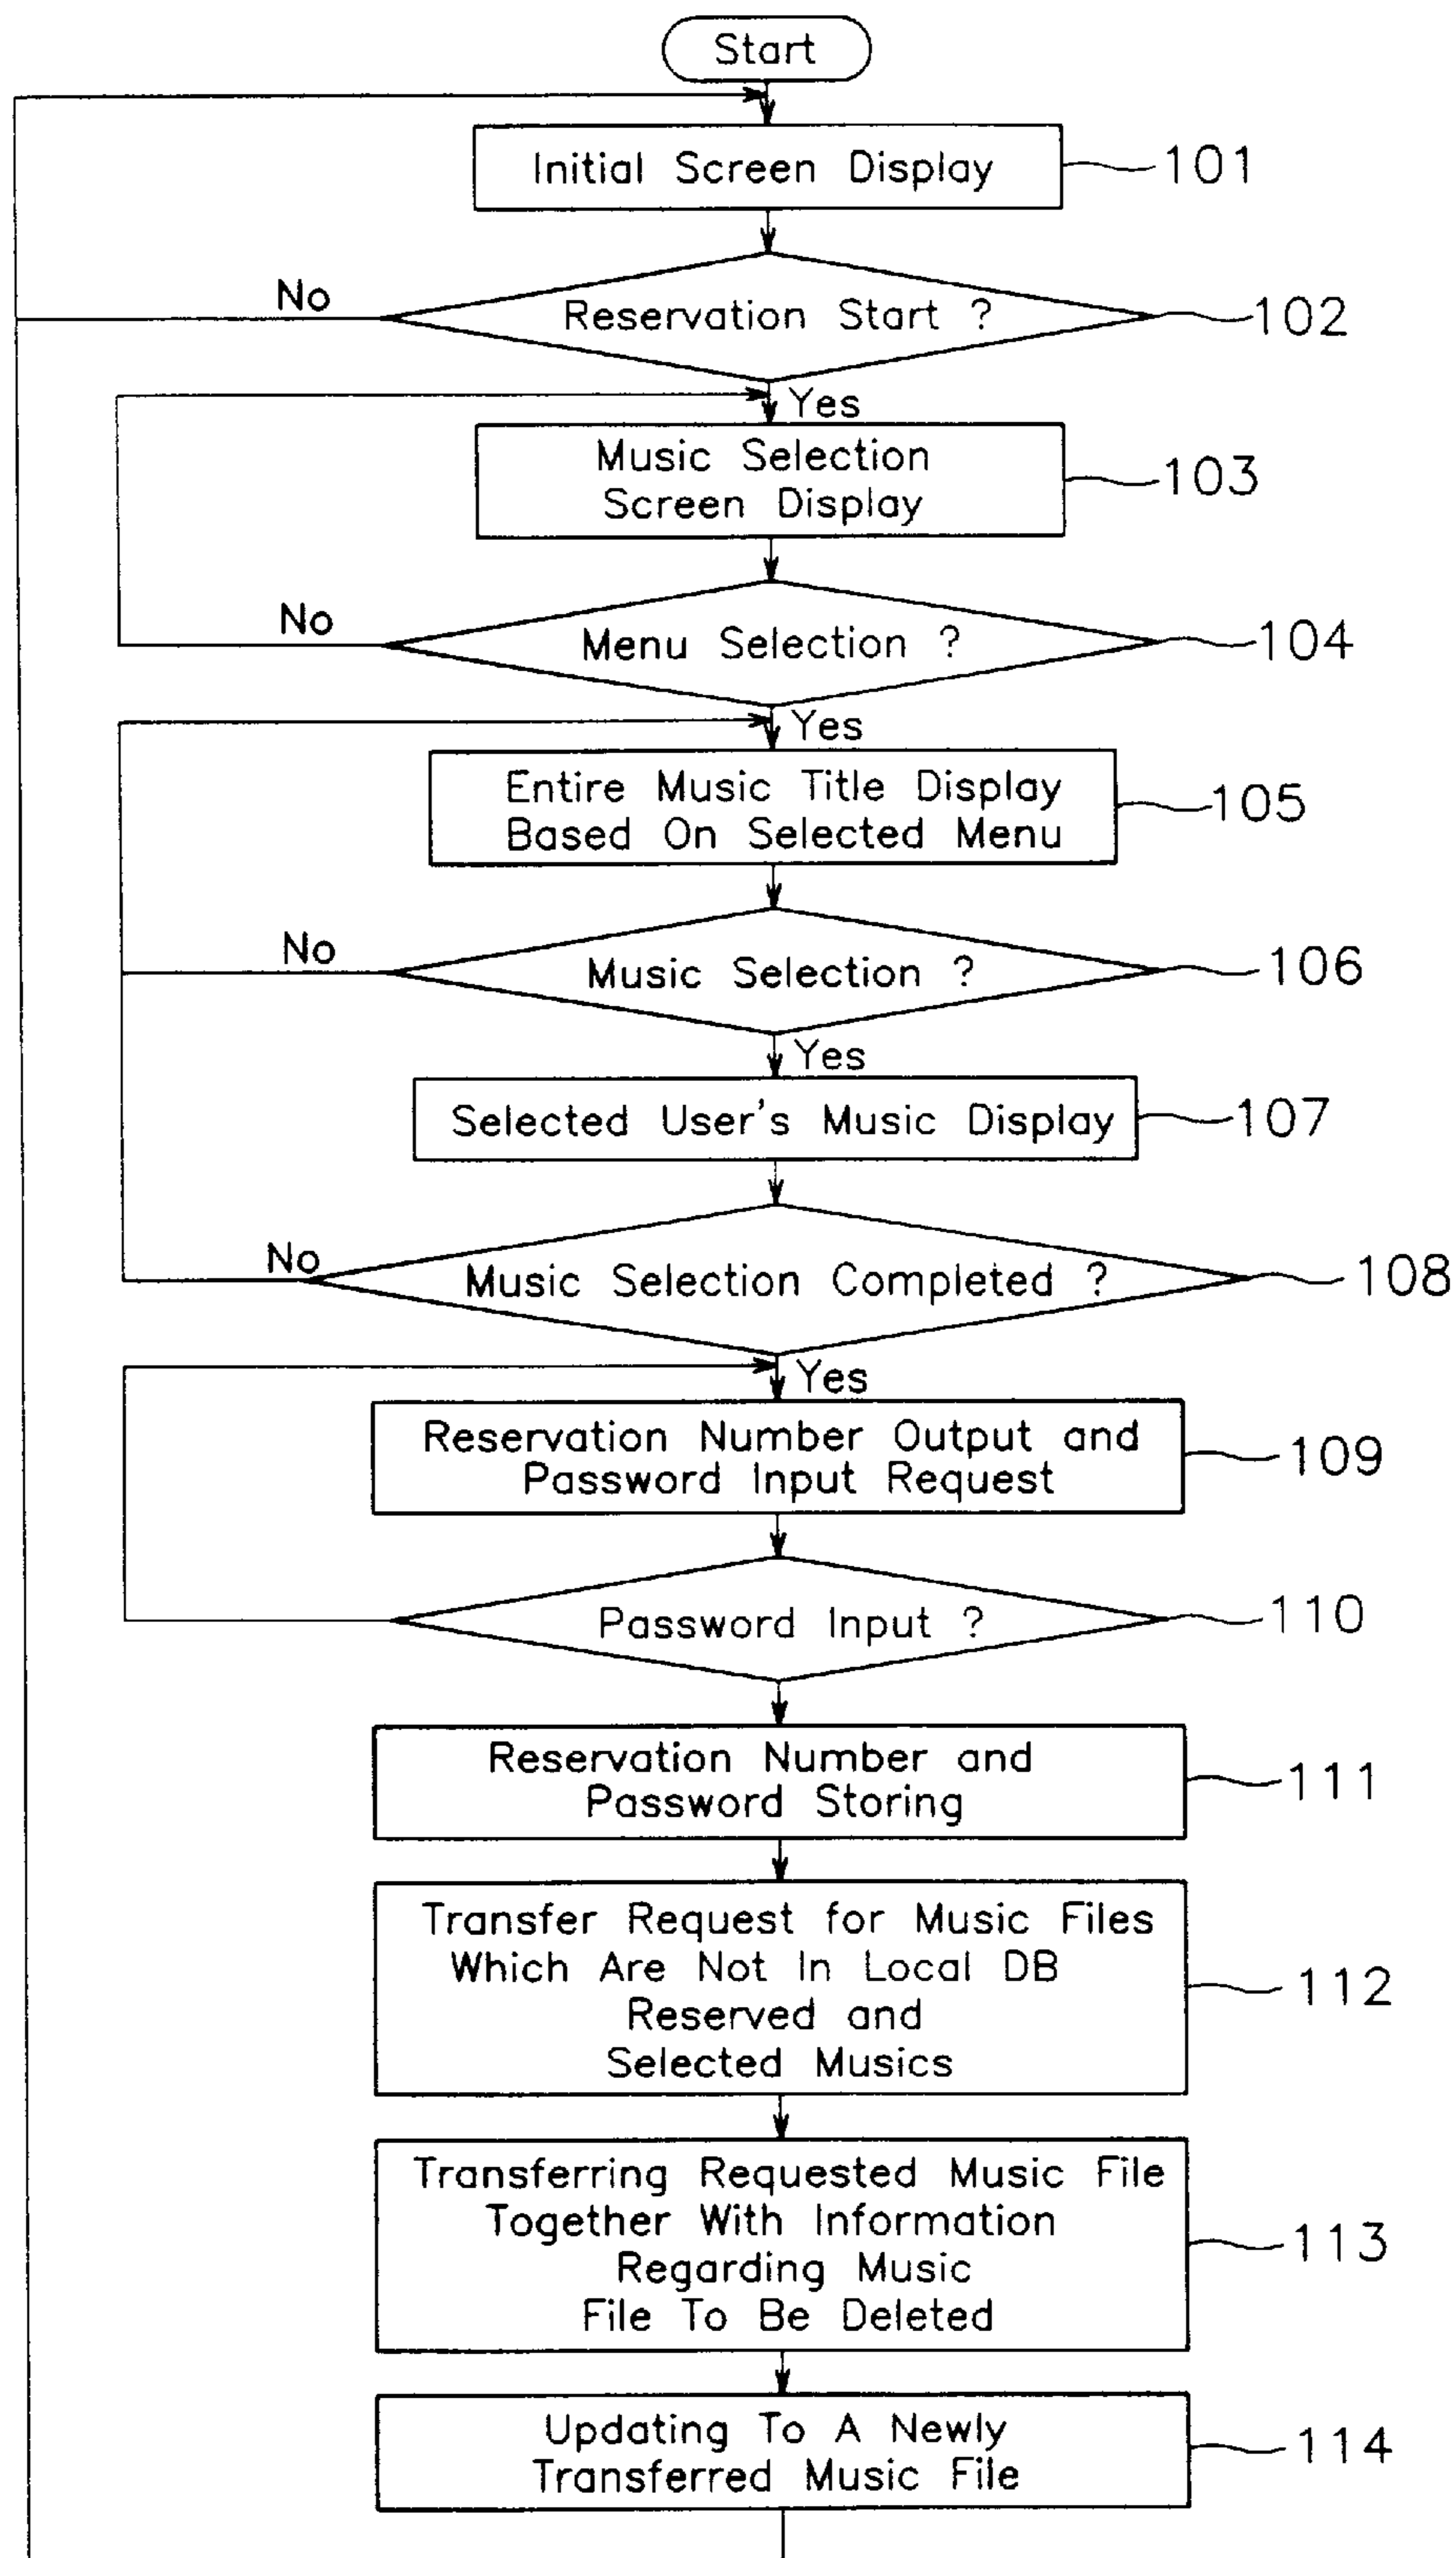 Start
Initial Screen Display
101
No
Reservation Start ?
102
Yes
Music Selection
Screen Display
103
No
Menu Selection ?
104
Yes
Entire Music Title Display
Based On Selected Menu
105
No
Music Selection ?
106
Yes
Selected User's Music Display
107
No
Music Selection Completed ?
108
Yes
Reservation Number Output and
Password Input Request
109
Password Input ?
110
Reservation Number and
Password Storing
111
Transfer Request for Music Files
Which Are Not In Local DB
Reserved and
Selected Musics
112
Transferring Requested Music File
Together With Information
Regarding Music
File To Be Deleted
113
Updating To A Newly
Transferred Music File
114